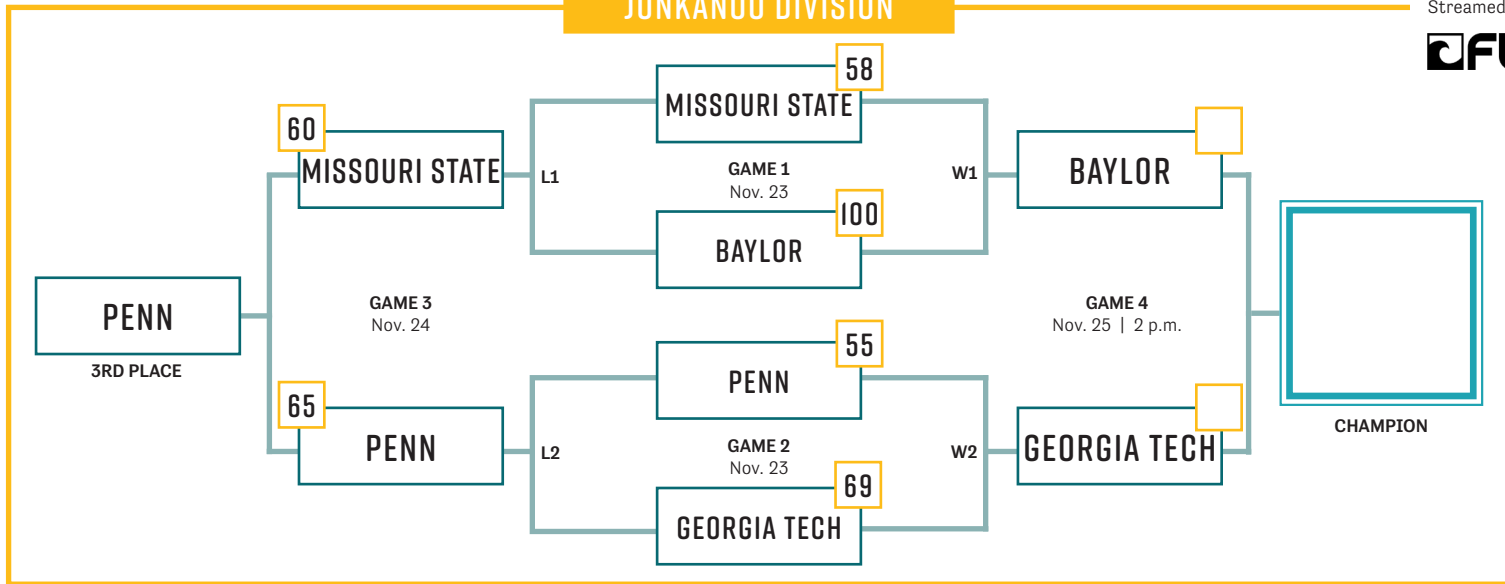 JUNKANOO DIVISION
Streamed
58
MISSOURI STATE
60
MISSOURI STATE
L1
GAME 1
Nov. 23
W1
BAYLOR
100
BAYLOR
PENN
3RD PLACE
GAME 3
Nov. 24
GAME 4
Nov. 25 | 2 p.m.
55
PENN
65
PENN
L2
GAME 2
Nov. 23
W2
GEORGIA TECH
69
GEORGIA TECH
CHAMPION